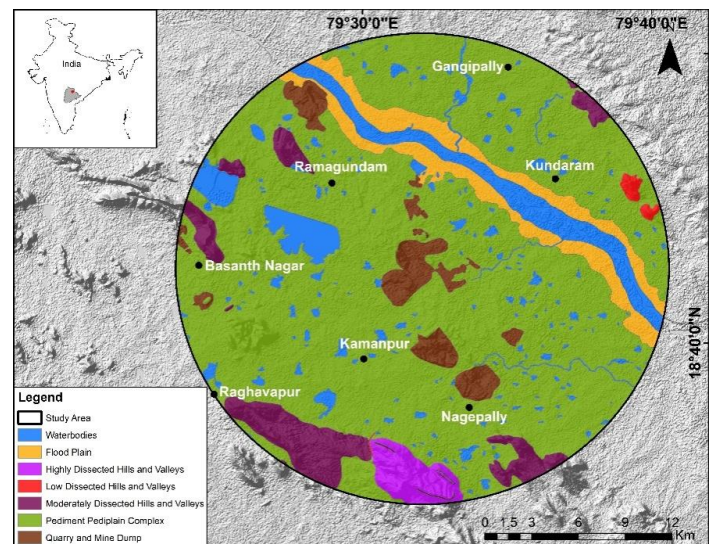 79°30'0"E
79°40'0"E
India
N
Gangipally
Ramagundam
Kundaram
Basanth Nagar
18°40'0"N
Kamanpur
Raghavapur
Nagepally
Legend
Study Area
Waterbodies
Flood Plain
Highly Dissected Hills and Valleys
Low Dissected Hills and Valleys
Moderately Dissected Hills and Valleys
Pediment Pediplain Complex
Quarry and Mine Dump
0 1.5 3 6 9 12
Km